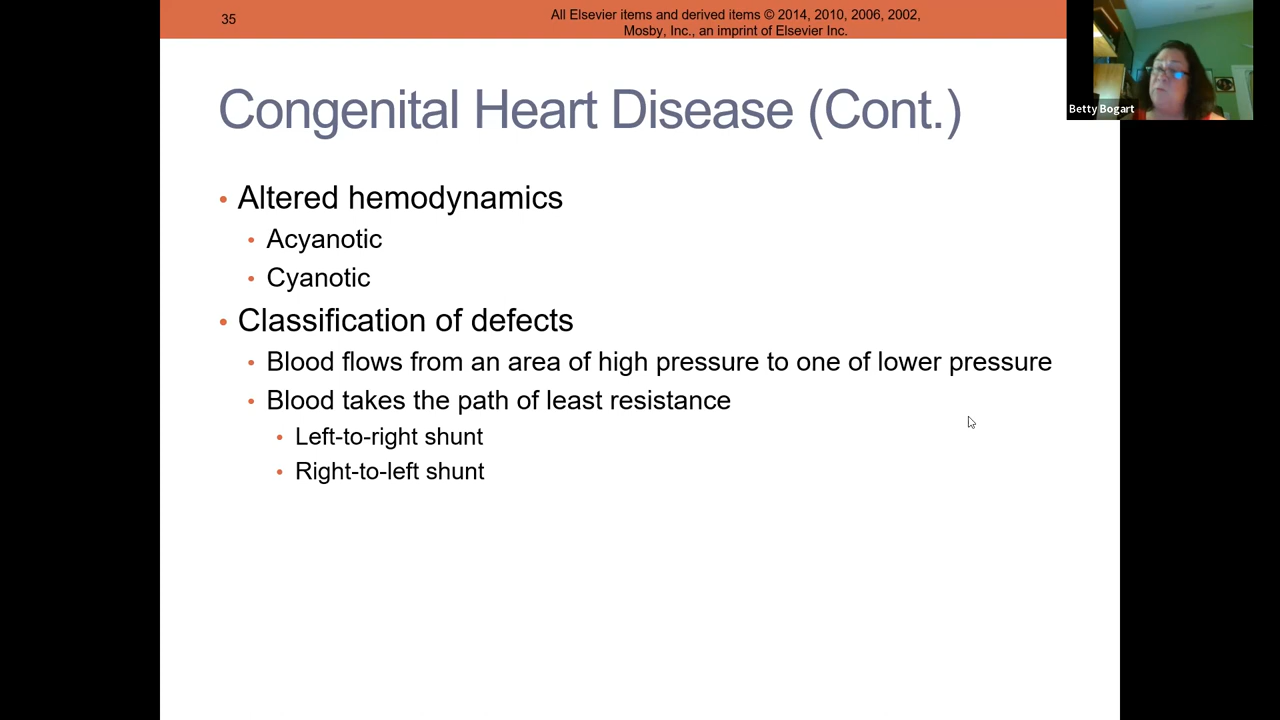 35
All Elsevier items and derived items © 2014, 2010, 2006, 2002,
Mosby, Inc., an imprint of Elsevier Inc.
Betty Bogart
Congenital Heart Disease (Cont.)
• Altered hemodynamics
• Acyanotic
• Cyanotic
• Classification of defects
• Blood flows from an area of high pressure to one of lower pressure
• Blood takes the path of least resistance
• Left-to-right shunt
• Right-to-left shunt